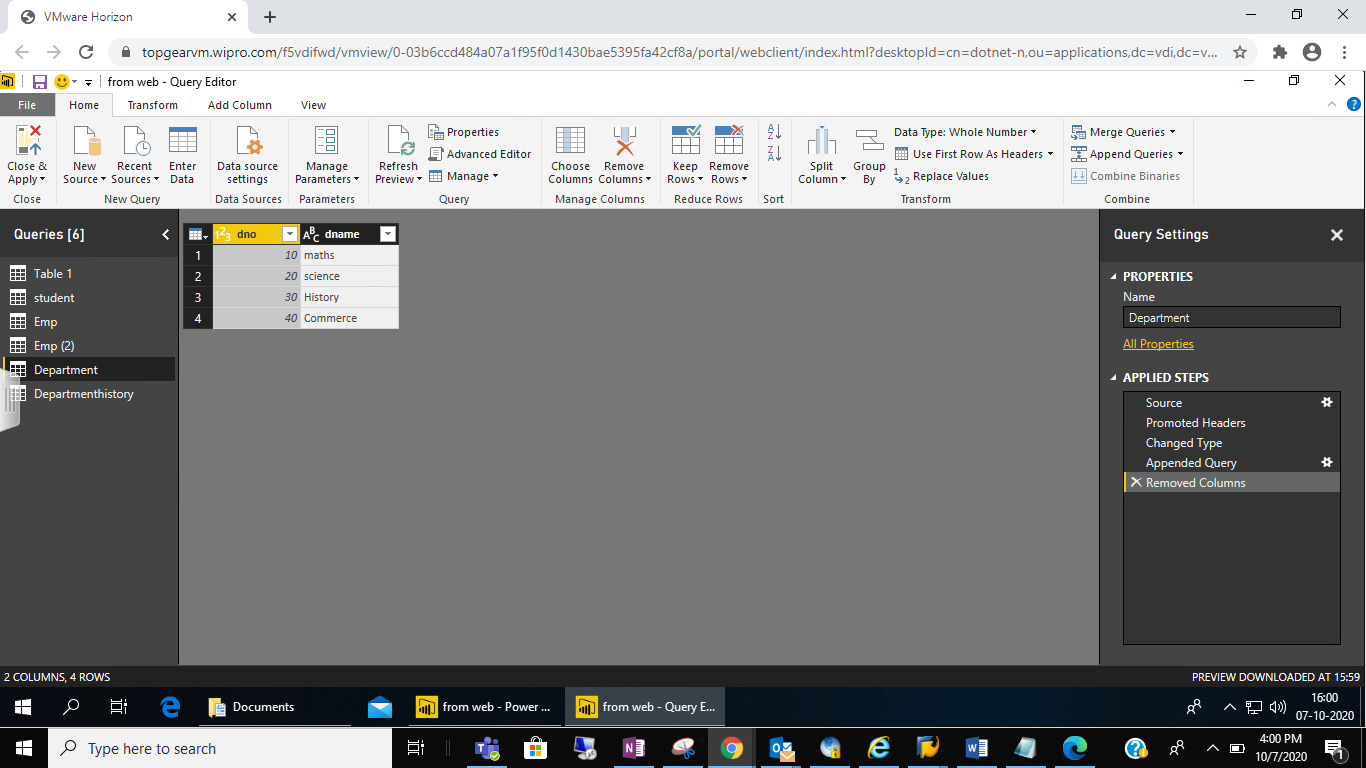 VMware Horizon
topgearvm.wipro.com/f5vdifwd/vmview/0-03b6ccd484a07a1f95f0d1430bae5395fa42cf8a/portal/webclient/index.html?desktopId=cn=dotnet-n,ou=applications,dc=vdi,dc=v...
from web - Query Editor
File Home Transform Add Column View
Close & Apply
New Source
Recent Sources
Enter Data
Data source settings
Manage Parameters
Refresh Preview
Properties
Advanced Editor
Manage
Choose Columns
Remove Columns
Keep Rows
Remove Rows
Split Column
Group By
Data Type: Whole Number
Use First Row As Headers
Replace Values
Merge Queries
Append Queries
Combine Binaries
Close New Query Data Sources Parameters Query Manage Columns Reduce Rows Sort Transform Combine
Queries [6]
Table 1
student
Emp
Emp (2)
Department
Departmenthistory
dno dname
1 10 maths
2 20 science
3 30 History
4 40 Commerce
Query Settings
PROPERTIES
Name
Department
All Properties
APPLIED STEPS
Source
Promoted Headers
Changed Type
Appended Query
Removed Columns
2 COLUMNS, 4 ROWS PREVIEW DOWNLOADED AT 15:59
Documents from web - Power ... from web - Query E... 16:00
07-10-2020
Type here to search 4:00 PM
10/7/2020